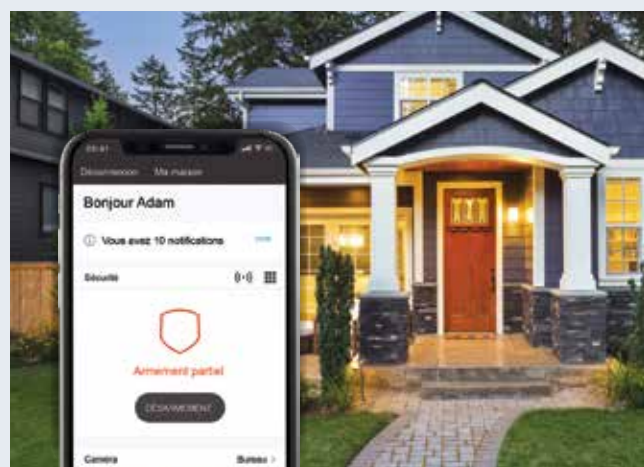 Déconnexion Ma maison
Bonjour Adam
Vous avez 10 notifications
Sécurité
Armement partiel
DÉSARMEMENT
Caméra Bureau >